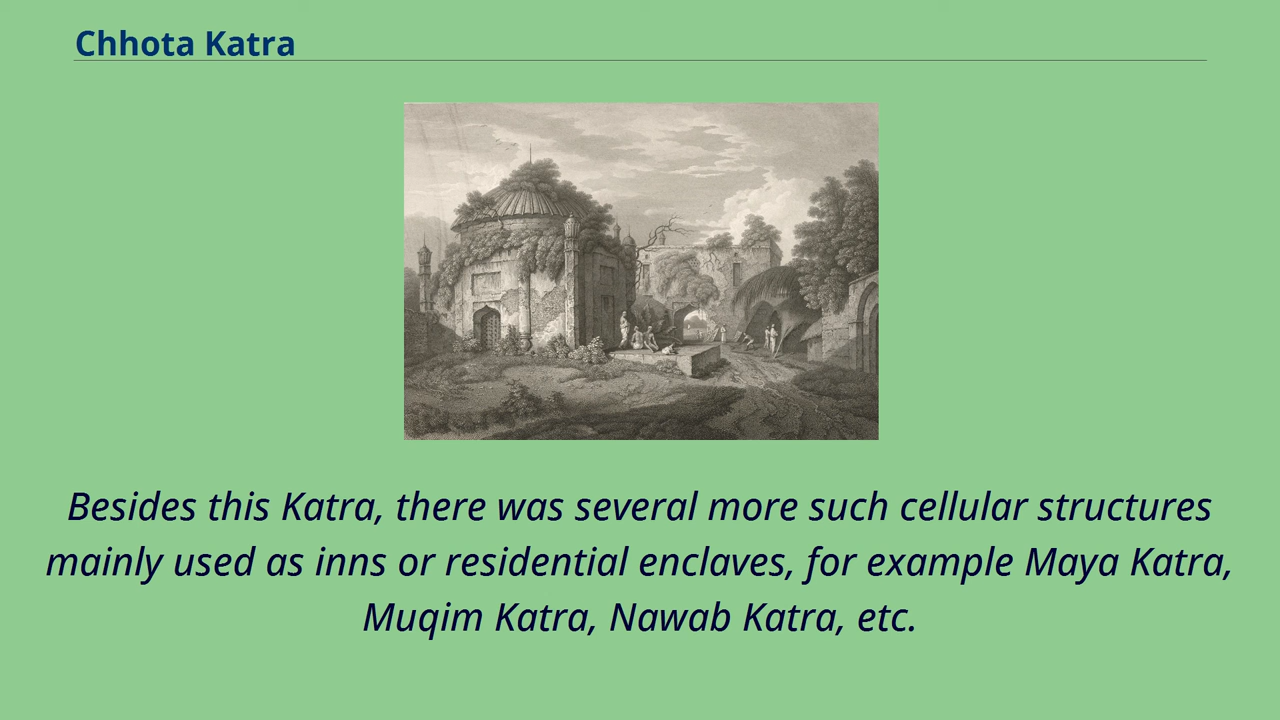 Chhota Katra
Besides this Katra, there was several more such cellular structures
mainly used as inns or residential enclaves, for example Maya Katra,
Muqim Katra, Nawab Katra, etc.